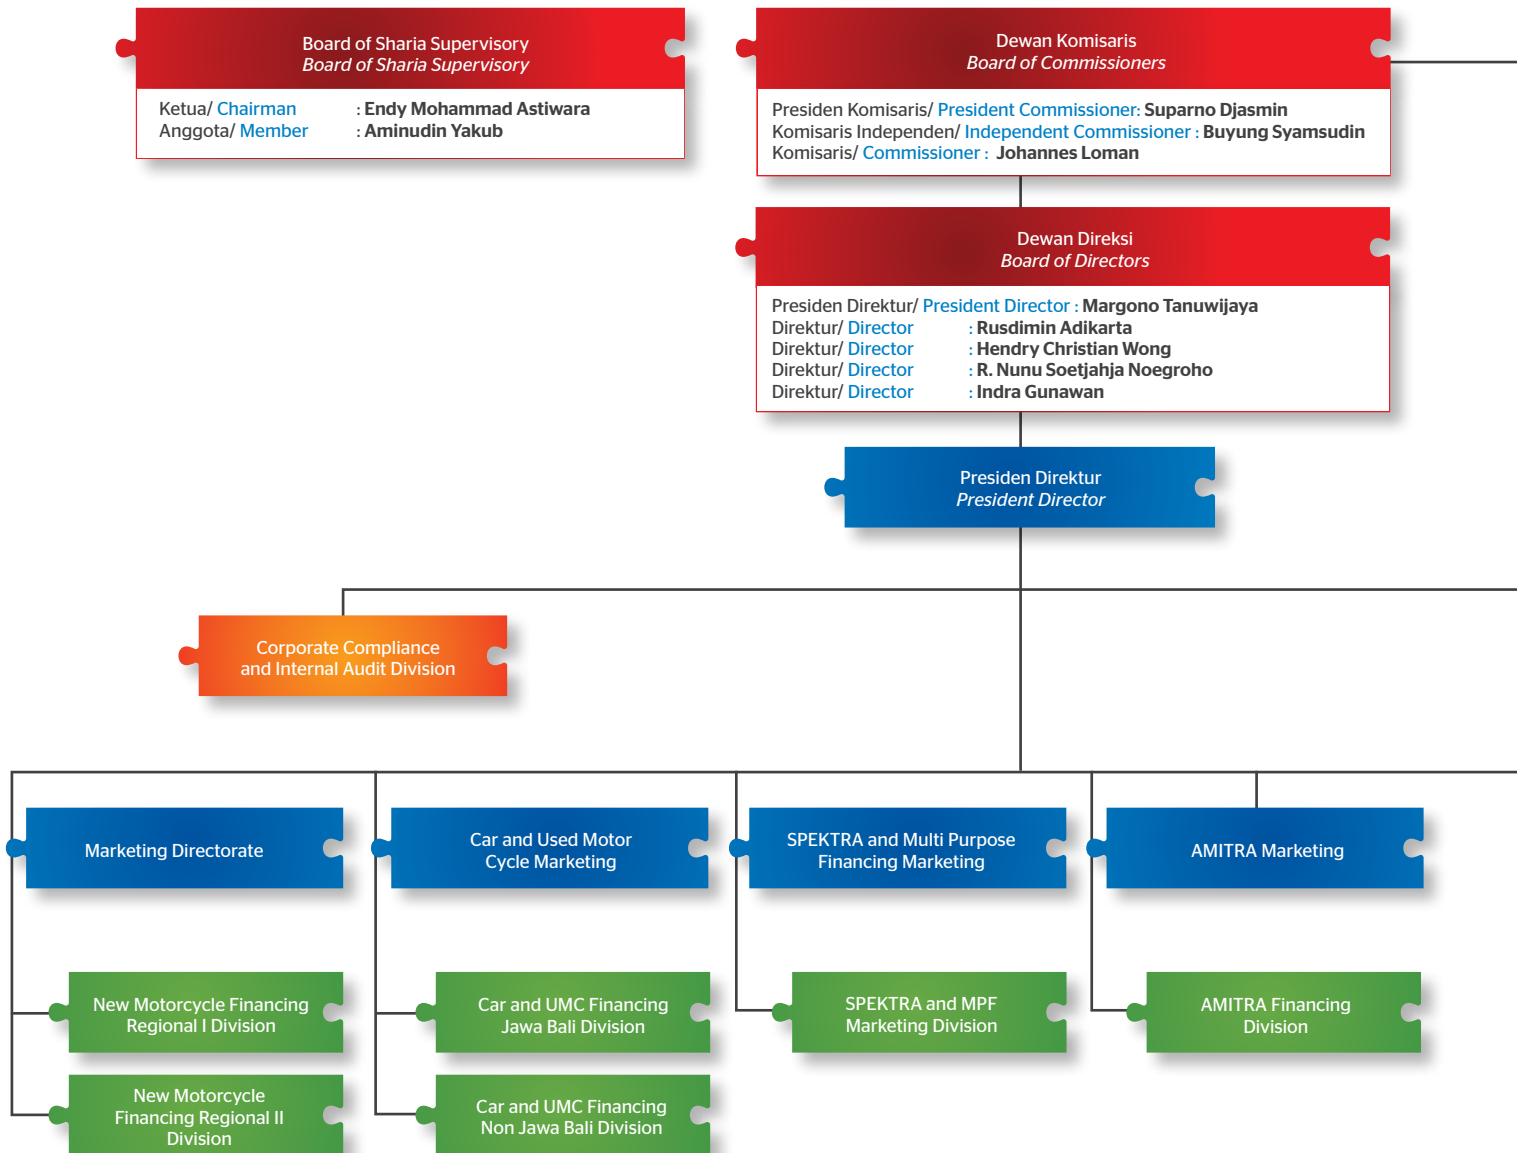 Board of Sharia Supervisory
Board of Sharia Supervisory
Ketua/ Chairman : Endy Mohammad Astiwara
Anggota/ Member : Aminudin Yakub
Dewan Komisaris
Board of Commissioners
Presiden Komisaris/ President Commissioner: Suparno Djasmin
Komisaris Independen/ Independent Commissioner : Buyung Syamsudin
Komisaris/ Commissioner : Johannes Loman
Dewan Direksi
Board of Directors
Presiden Direktur/ President Director : Margono Tanuwijaya
Direktur/ Director : Rusdimin Adikarta
Direktur/ Director : Hendry Christian Wong
Direktur/ Director : R. Nunu Soetjahja Noegroho
Direktur/ Director : Indra Gunawan
Presiden Direktur
President Director
Corporate Compliance
and Internal Audit Division
Marketing Directorate
Car and Used Motor
Cycle Marketing
SPEKTRA and Multi Purpose
Financing Marketing
AMITRA Marketing
New Motorcycle Financing
Regional I Division
Car and UMC Financing
Jawa Bali Division
SPEKTRA and MPF
Marketing Division
AMITRA Financing
Division
New Motorcycle
Financing Regional II
Division
Car and UMC Financing
Non Jawa Bali Division